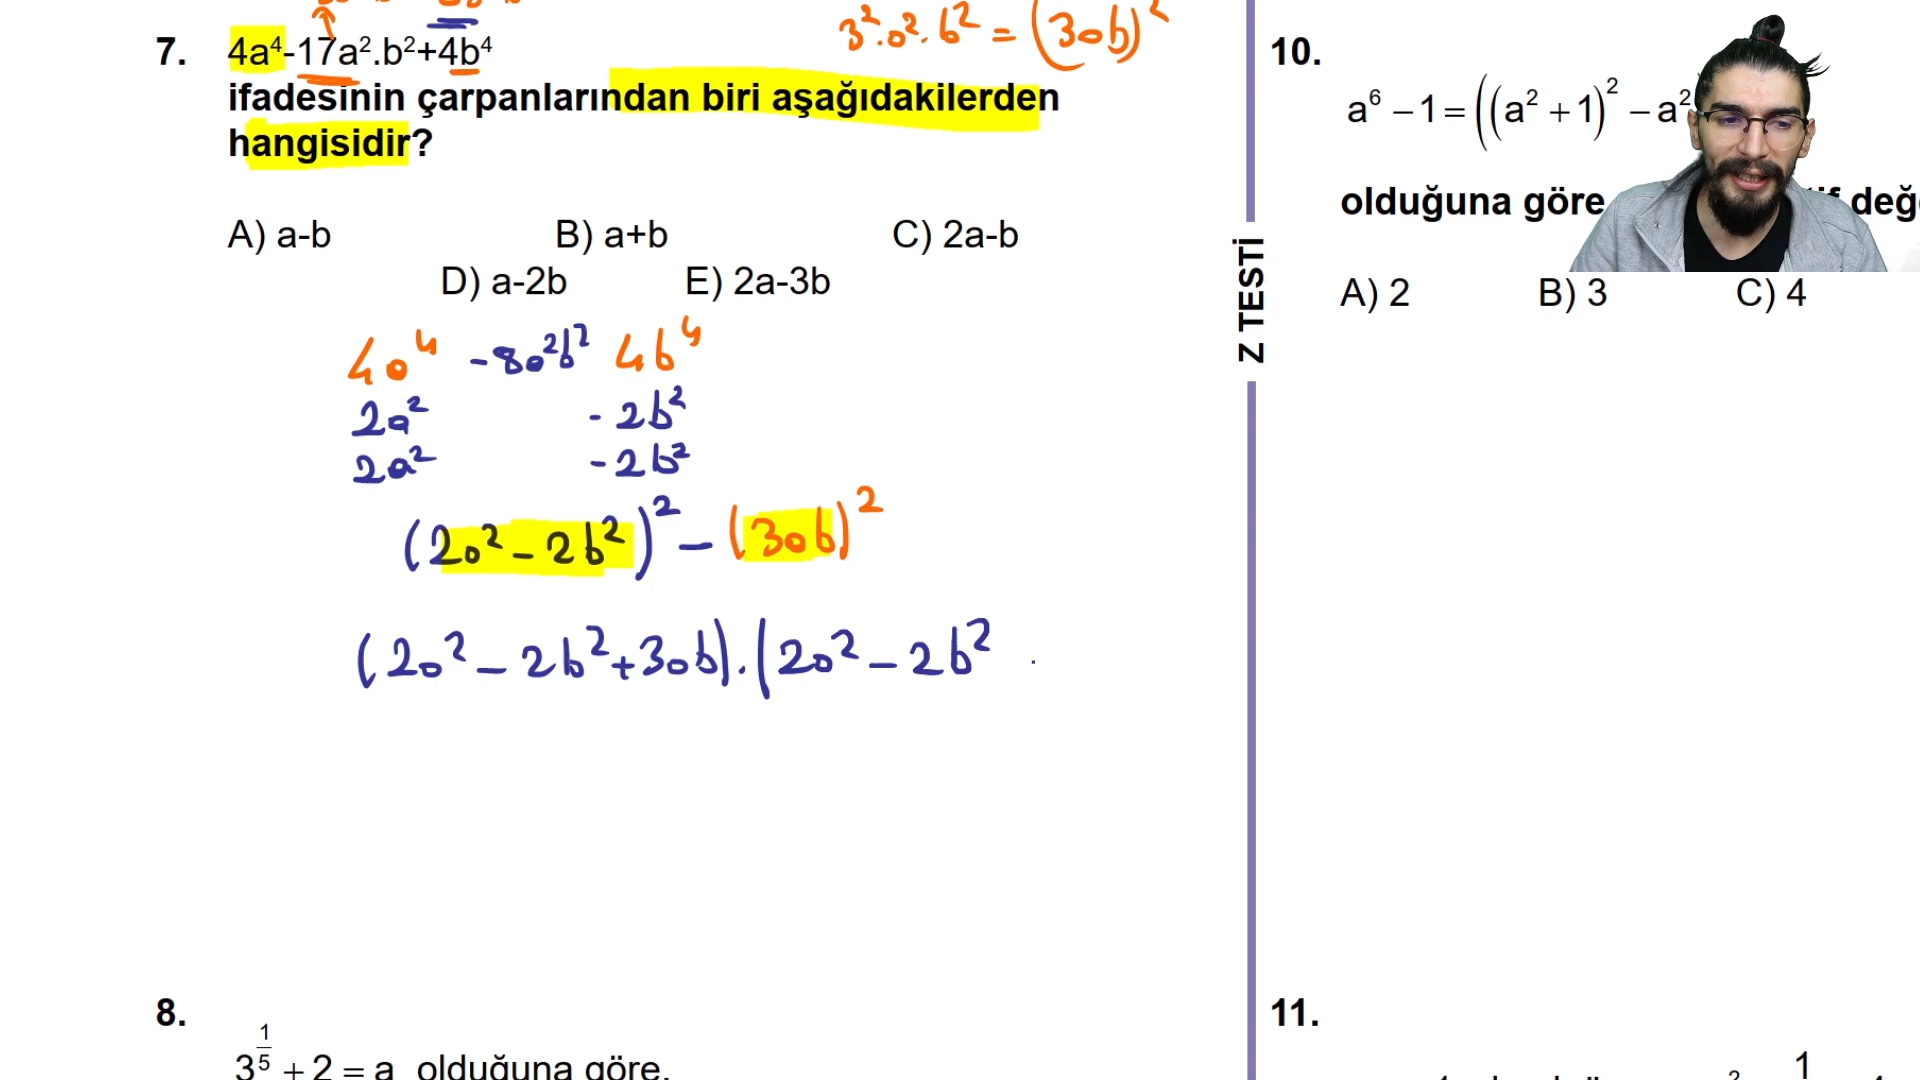 3².a².b² = (3ab)²
7. 4a⁴-17a².b²+4b⁴
ifadesinin çarpanlarından biri aşağıdakilerden
hangisidir?
A) a-b B) a+b C) 2a-b
D) a-2b E) 2a-3b
4a⁴ -8a²b² 4b⁴
2a² - 2b²
2a² - 2b²
(2a² - 2b²)² - (3ab)²
(2a² - 2b² + 3ab).(2a² - 2b²
8.
3^(1/5) + 2 = a olduğuna göre,
Z TESTİ
10.
a⁶ - 1 = ((a² + 1)² - a²
olduğuna göre
A) 2 B) 3 C) 4
11.